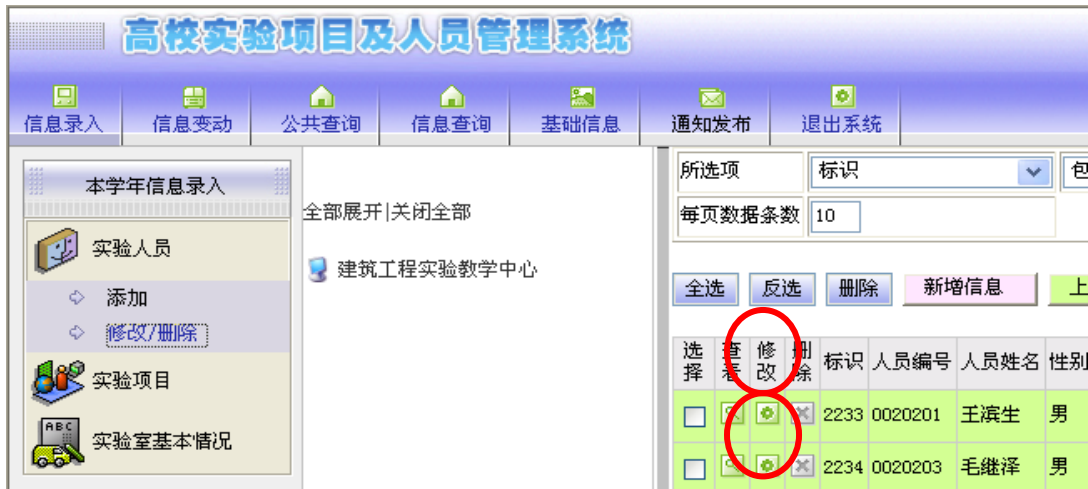 高校实验项目及人员管理系统
信息录入 信息变动 公共查询 信息查询 基础信息 通知发布 退出系统
本学年信息录入
实验人员
添加
修改/删除
实验项目
ABC
实验室基本情况
全部展开|关闭全部
建筑工程实验教学中心
所选项 标识 包
每页数据条数 10
全选 反选 删除 新增信息 上
选择 查看 修改 删除 标识 人员编号 人员姓名 性别
2233 0020201 王滨生 男
2234 0020203 毛继泽 男